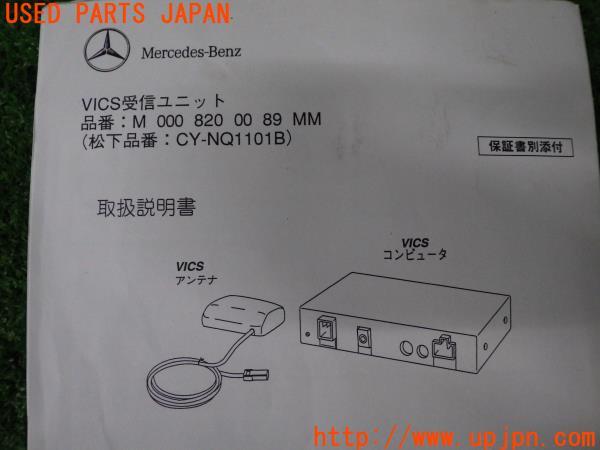 USED PARTS JAPAN
Mercedes-Benz
VICS受信ユニット
品番：M 000 820 00 89 MM
(松下品番：CY-NQ1101B)
保証書別添付
取扱説明書
VICS
コンピュータ
VICS
アンテナ
http://www.upjpn.com